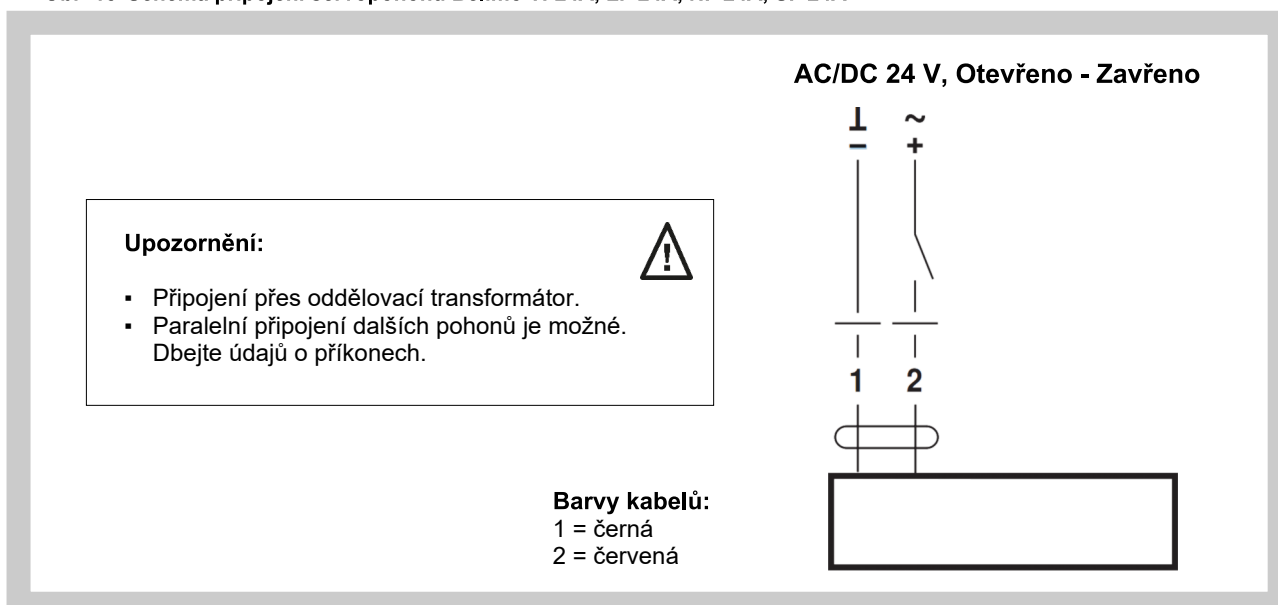 AC/DC 24 V, Otevřeno - Zavřeno
⊥ ~
− +
Upozornění:
▪ Připojení přes oddělovací transformátor.
▪ Paralelní připojení dalších pohonů je možné.
Dbejte údajů o příkonech.
1 2
Barvy kabelů:
1 = černá
2 = červená